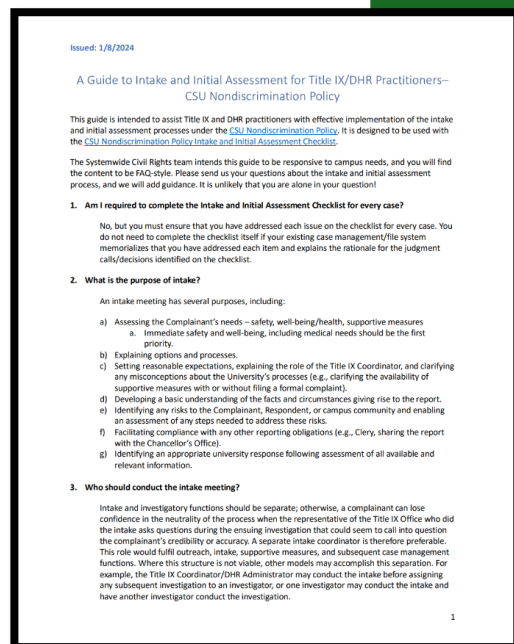 Issued: 1/8/2024
A Guide to Intake and Initial Assessment for Title IX/DHR Practitioners–
CSU Nondiscrimination Policy
This guide is intended to assist Title IX and DHR practitioners with effective implementation of the intake
and initial assessment processes under the CSU Nondiscrimination Policy. It is designed to be used with
the CSU Nondiscrimination Policy Intake and Initial Assessment Checklist.
The Systemwide Civil Rights team intends this guide to be responsive to campus needs, and you will find
the content to be FAQ-style. Please send us your questions about the intake and initial assessment
process, and we will add guidance. It is unlikely that you are alone in your question!
1. Am I required to complete the Intake and Initial Assessment Checklist for every case?
No, but you must ensure that you have addressed each issue on the checklist for every case. You
do not need to complete the checklist itself if your existing case management/file system
memorializes that you have addressed each item and explains the rationale for the judgment
calls/decisions identified on the checklist.
2. What is the purpose of intake?
An intake meeting has several purposes, including:
a) Assessing the Complainant's needs – safety, well-being/health, supportive measures
a. Immediate safety and well-being, including medical needs should be the first
priority.
b) Explaining options and processes.
c) Setting reasonable expectations, explaining the role of the Title IX Coordinator, and clarifying
any misconceptions about the University's processes (e.g., clarifying the availability of
supportive measures with or without filing a formal complaint).
d) Developing a basic understanding of the facts and circumstances giving rise to the report.
e) Identifying any risks to the Complainant, Respondent, or campus community and enabling
an assessment of any steps needed to address these risks.
f) Facilitating compliance with any other reporting obligations (e.g., Clery, sharing the report
with the Chancellor's Office).
g) Identifying an appropriate university response following assessment of all available and
relevant information.
3. Who should conduct the intake meeting?
Intake and investigatory functions should be separate; otherwise, a complainant can lose
confidence in the neutrality of the process when the representative of the Title IX Office who did
the intake asks questions during the ensuing investigation that could seem to call into question
the complainant's credibility or accuracy. A separate intake coordinator is therefore preferable.
This role would fulfil outreach, intake, supportive measures, and subsequent case management
functions. Where this structure is not viable, other models may accomplish this separation. For
example, the Title IX Coordinator/DHR Administrator may conduct the intake before assigning
any subsequent investigation to an investigator, or one investigator may conduct the intake and
have another investigator conduct the investigation.
1